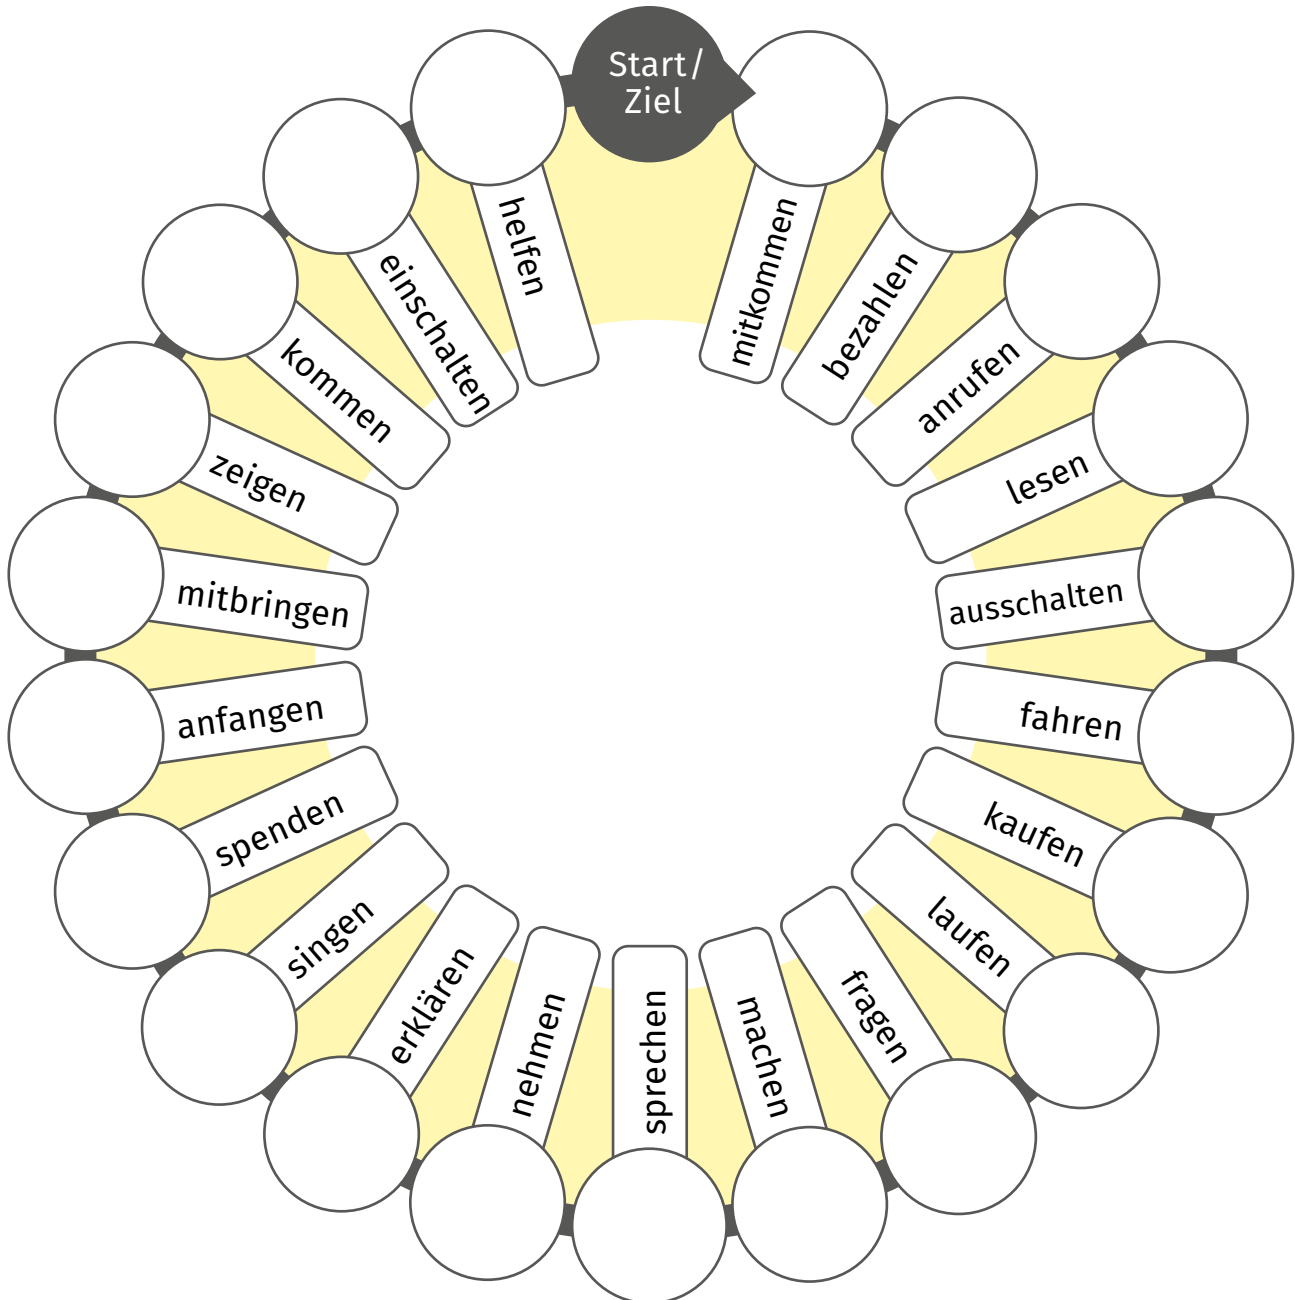 Start/
Ziel
mitkommen
bezahlen
anrufen
lesen
ausschalten
fahren
kaufen
laufen
fragen
machen
sprechen
nehmen
erklären
singen
spenden
anfangen
mitbringen
zeigen
kommen
einschalten
helfen